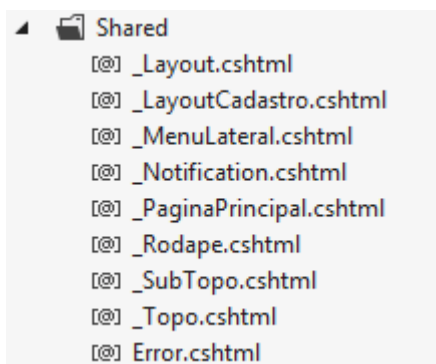 Shared
[@] _Layout.cshtml
[@] _LayoutCadastro.cshtml
[@] _MenuLateral.cshtml
[@] _Notification.cshtml
[@] _PaginaPrincipal.cshtml
[@] _Rodape.cshtml
[@] _SubTopo.cshtml
[@] _Topo.cshtml
[@] Error.cshtml